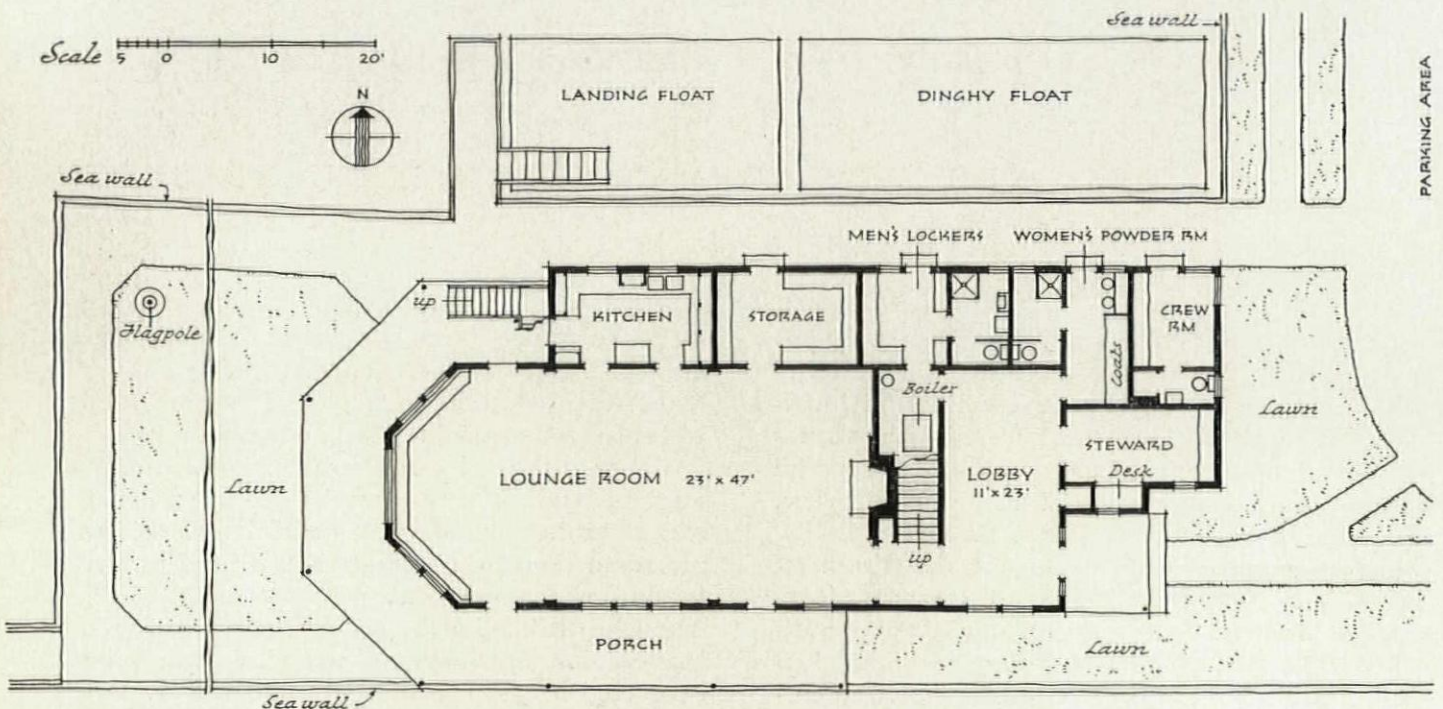 Sea wall
Scale 5 0 10 20'
N
LANDING FLOAT
DINGHY FLOAT
PARKING AREA
Sea wall
MEN'S LOCKERS
WOMEN'S POWDER RM
up
Flagpole
KITCHEN
STORAGE
CREW
RM
Coats
Boiler
Lawn
Lawn
LOUNGE ROOM 23' x 47'
LOBBY
11' x 23'
STEWARD
Desk
up
PORCH
Lawn
Sea wall